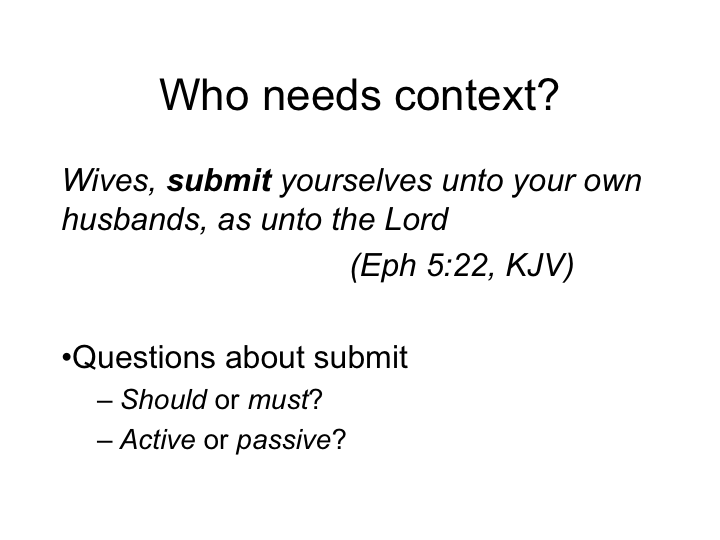 Who needs context?
Wives, submit yourselves unto your own
husbands, as unto the Lord
(Eph 5:22, KJV)
•Questions about submit
– Should or must?
– Active or passive?